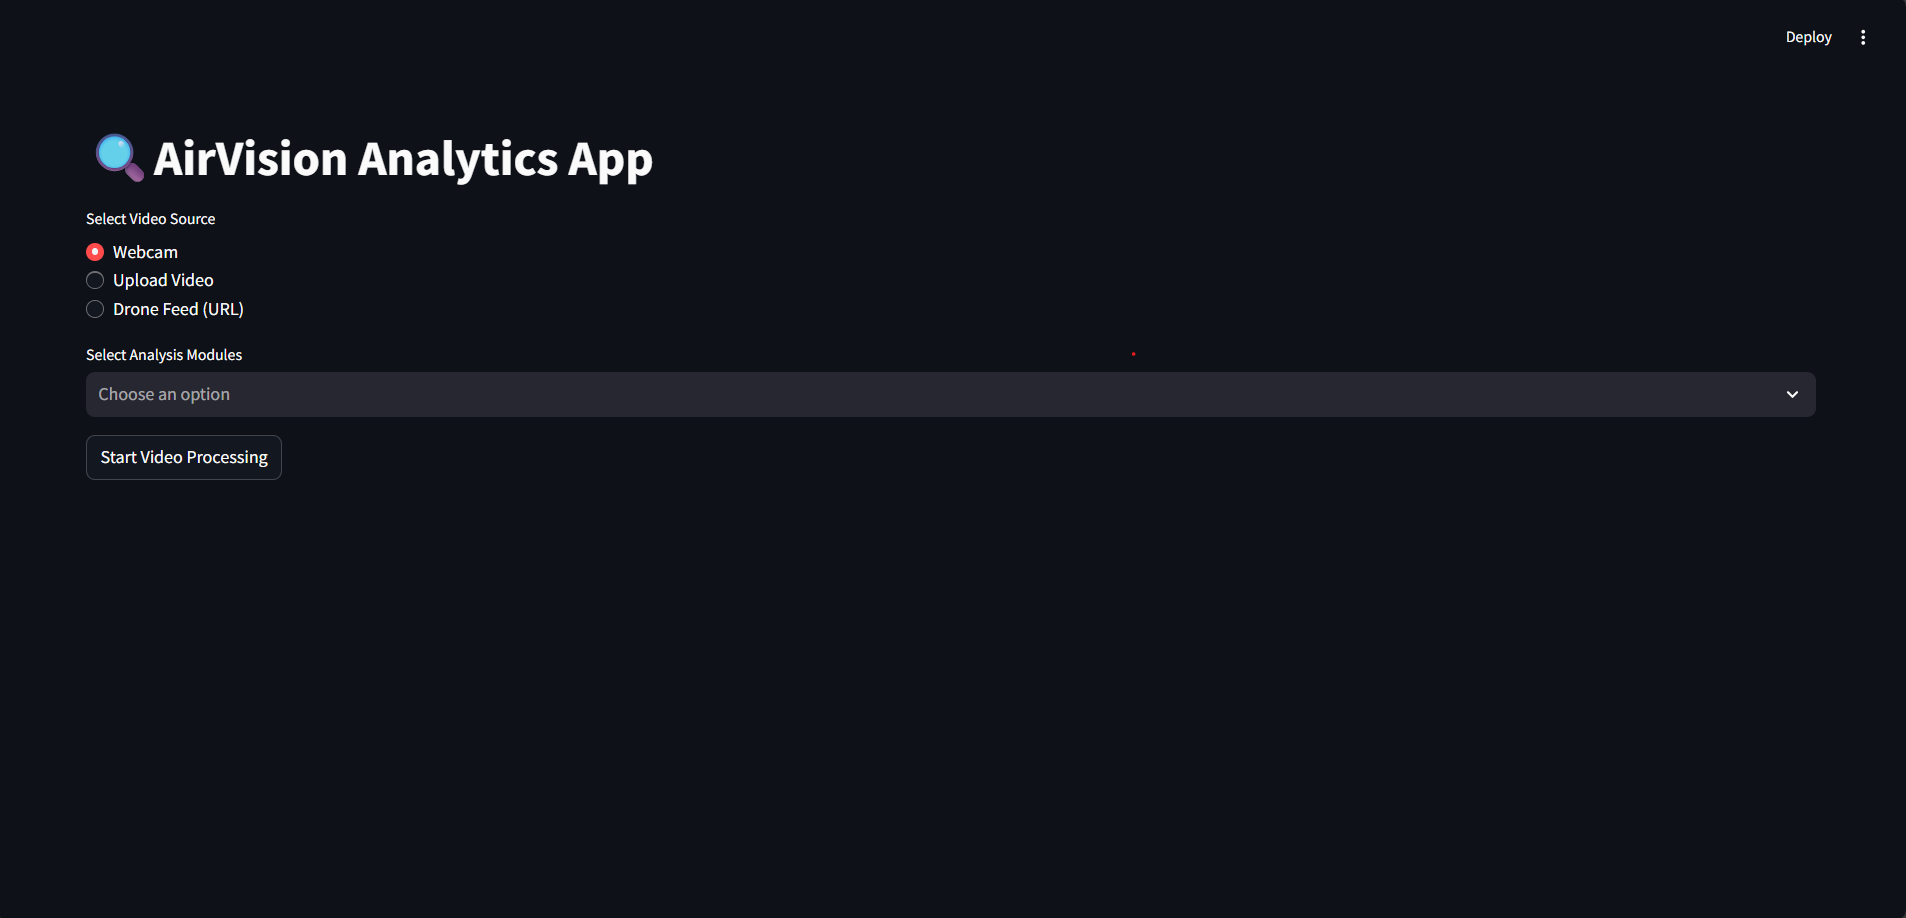 Deploy
AirVision Analytics App
Select Video Source
Webcam
Upload Video
Drone Feed (URL)
Select Analysis Modules
Choose an option
Start Video Processing